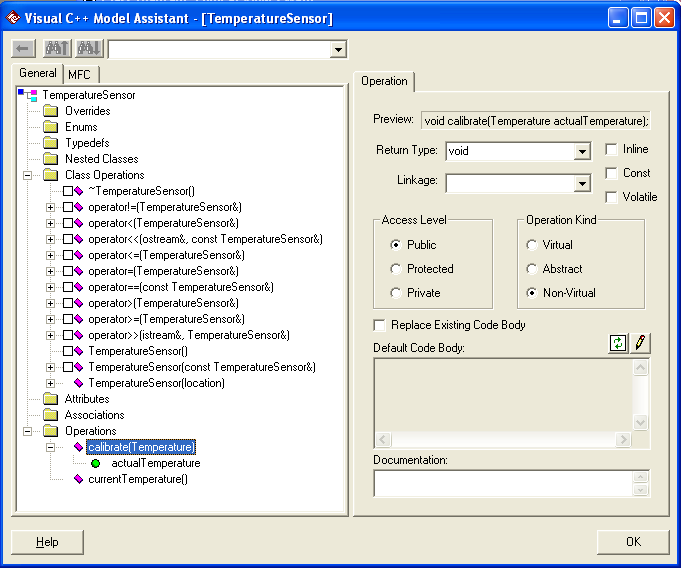 Visual C++ Model Assistant - [TemperatureSensor]
General
MFC
TemperatureSensor
Overrides
Enums
Typedefs
Nested Classes
Class Operations
~TemperatureSensor()
operator!=(TemperatureSensor&)
operator<(TemperatureSensor&)
operator<<(ostream&, const TemperatureSensor&)
operator<=(TemperatureSensor&)
operator=(TemperatureSensor&)
operator==(const TemperatureSensor&)
operator>(TemperatureSensor&)
operator>=(TemperatureSensor&)
operator>>(istream&, TemperatureSensor&)
TemperatureSensor()
TemperatureSensor(const TemperatureSensor&)
TemperatureSensor(location)
Attributes
Associations
Operations
calibrate(Temperature)
actualTemperature
currentTemperature()
Operation
Preview: void calibrate(Temperature actualTemperature);
Return Type: void
Inline
Const
Linkage:
Volatile
Access Level
Public
Protected
Private
Operation Kind
Virtual
Abstract
Non-Virtual
Replace Existing Code Body
Default Code Body:
Documentation:
Help
OK